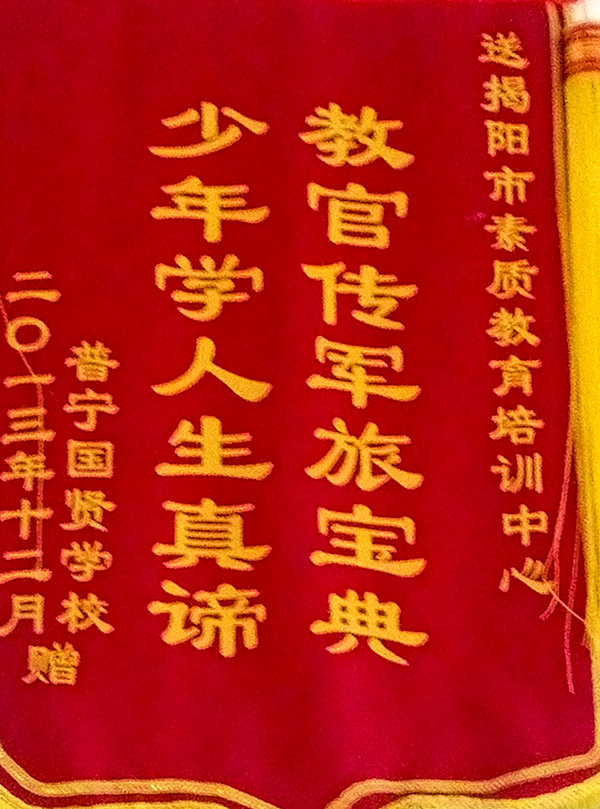 送揭阳市素质教育培训中心
教官传军旅宝典
少年学人生真谛
普宁国贤学校
赠
二〇一三年十二月